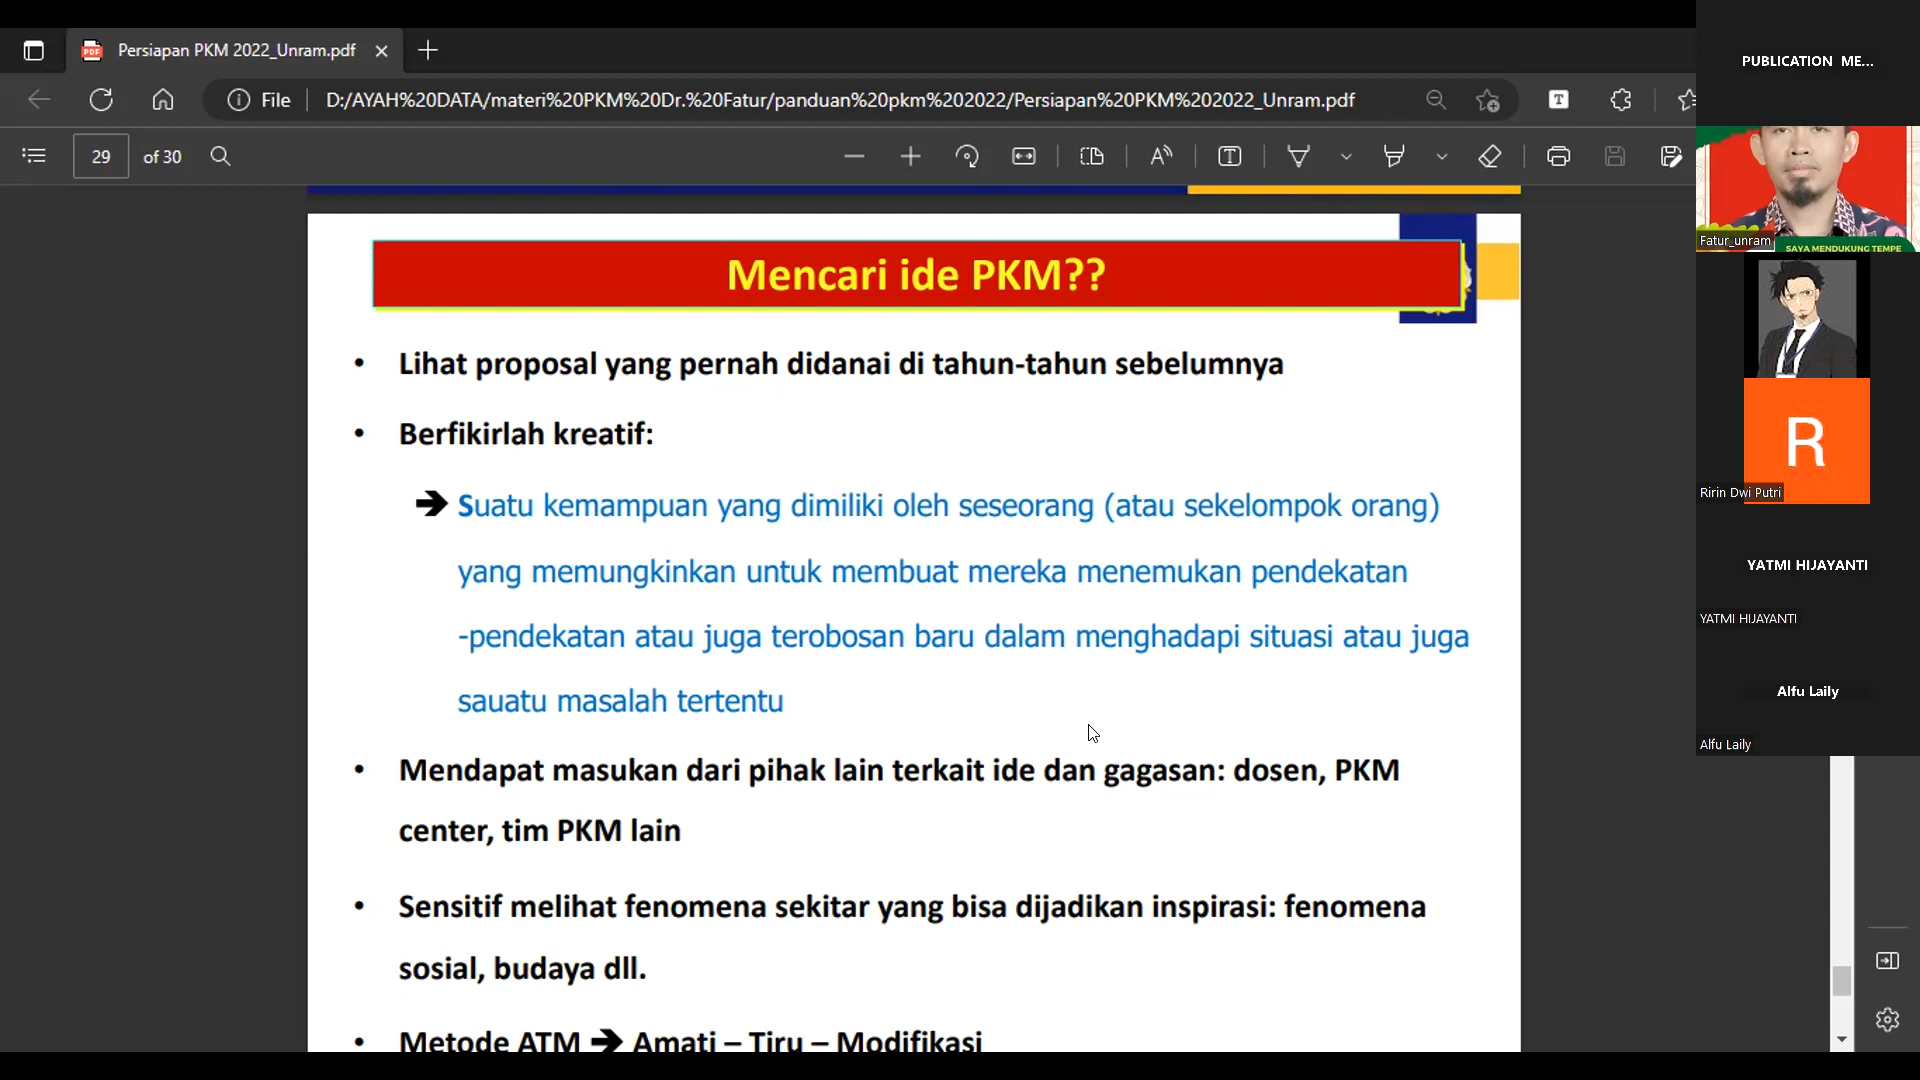 Persiapan PKM 2022_Unram.pdf
File
D:/AYAH%20DATA/materi%20PKM%20Dr.%20Fatur/panduan%20pkm%202022/Persiapan%20PKM%202022_Unram.pdf
29 of 30
Mencari ide PKM??
• Lihat proposal yang pernah didanai di tahun-tahun sebelumnya
• Berfikirlah kreatif:
➔ Suatu kemampuan yang dimiliki oleh seseorang (atau sekelompok orang)
yang memungkinkan untuk membuat mereka menemukan pendekatan
-pendekatan atau juga terobosan baru dalam menghadapi situasi atau juga
sauatu masalah tertentu
• Mendapat masukan dari pihak lain terkait ide dan gagasan: dosen, PKM
center, tim PKM lain
• Sensitif melihat fenomena sekitar yang bisa dijadikan inspirasi: fenomena
sosial, budaya dll.
• Metode ATM ➔ Amati – Tiru – Modifikasi
PUBLICATION ME...
Fatur_unram
SAYA MENDUKUNG TEMPE
R
Ririn Dwi Putri
YATMI HIJAYANTI
YATMI HIJAYANTI
Alfu Laily
Alfu Laily